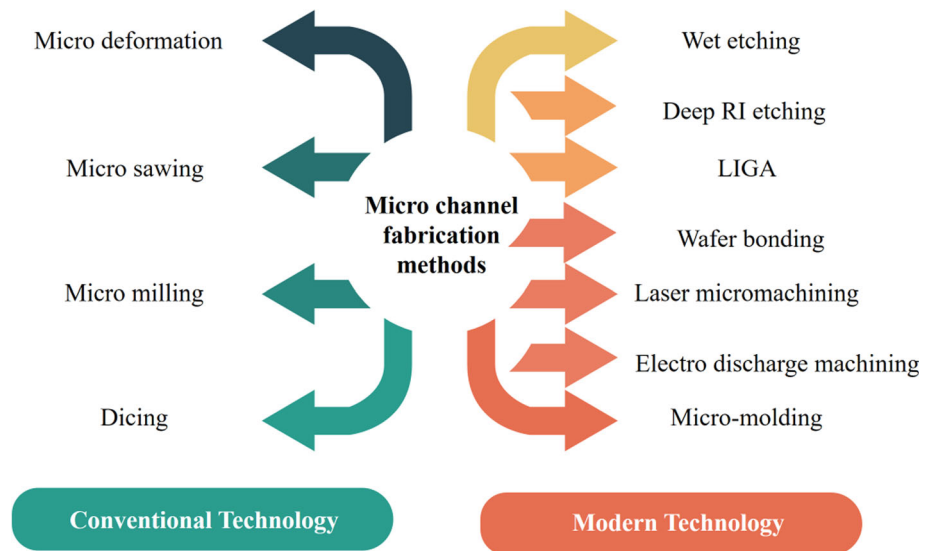 Micro deformation
Micro sawing
Micro milling
Dicing
Micro channel
fabrication
methods
Wet etching
Deep RI etching
LIGA
Wafer bonding
Laser micromachining
Electro discharge machining
Micro-molding
Conventional Technology
Modern Technology